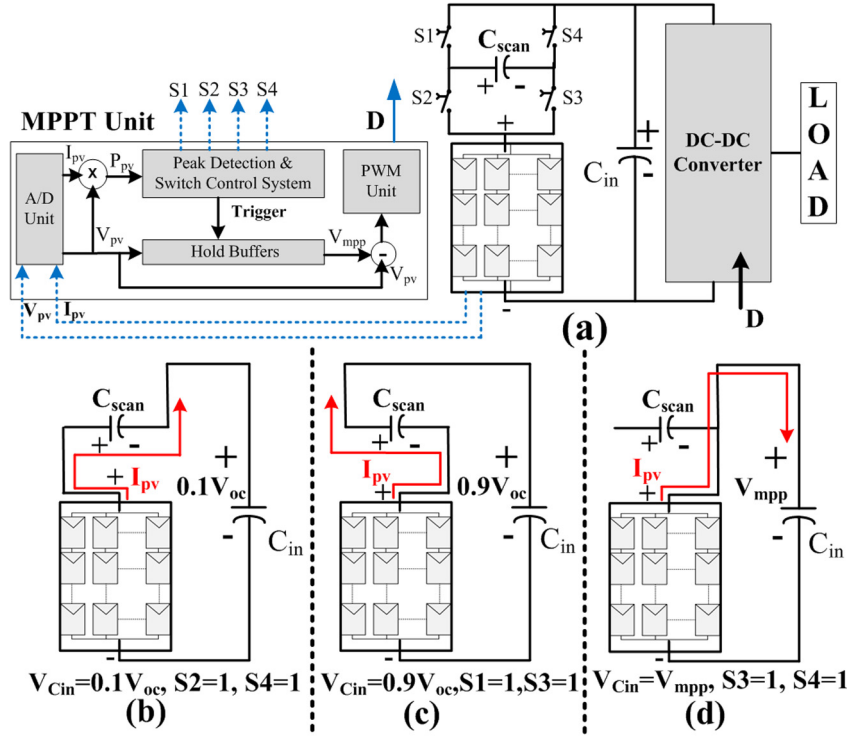 S1
S4
Cscan
+ -
S2
S3
S1 S2 S3 S4
D
MPPT Unit
Ipv
Ppv
x
A/D Unit
Peak Detection & Switch Control System
PWM Unit
Trigger
Vpv
Hold Buffers
Vmpp
-
Vpv
Vpv Ipv
+
-
+
Cin
-
DC-DC Converter
LOAD
D
(a)
Cscan
+ -
+
Ipv
+
0.1Voc
-
Cin
-
VCin=0.1Voc, S2=1, S4=1
(b)
Cscan
+ -
Ipv
+
+
0.9Voc
-
Cin
-
VCin=0.9Voc,S1=1,S3=1
(c)
Cscan
+ -
Ipv
+
+
Vmpp
-
Cin
-
VCin=Vmpp, S3=1, S4=1
(d)